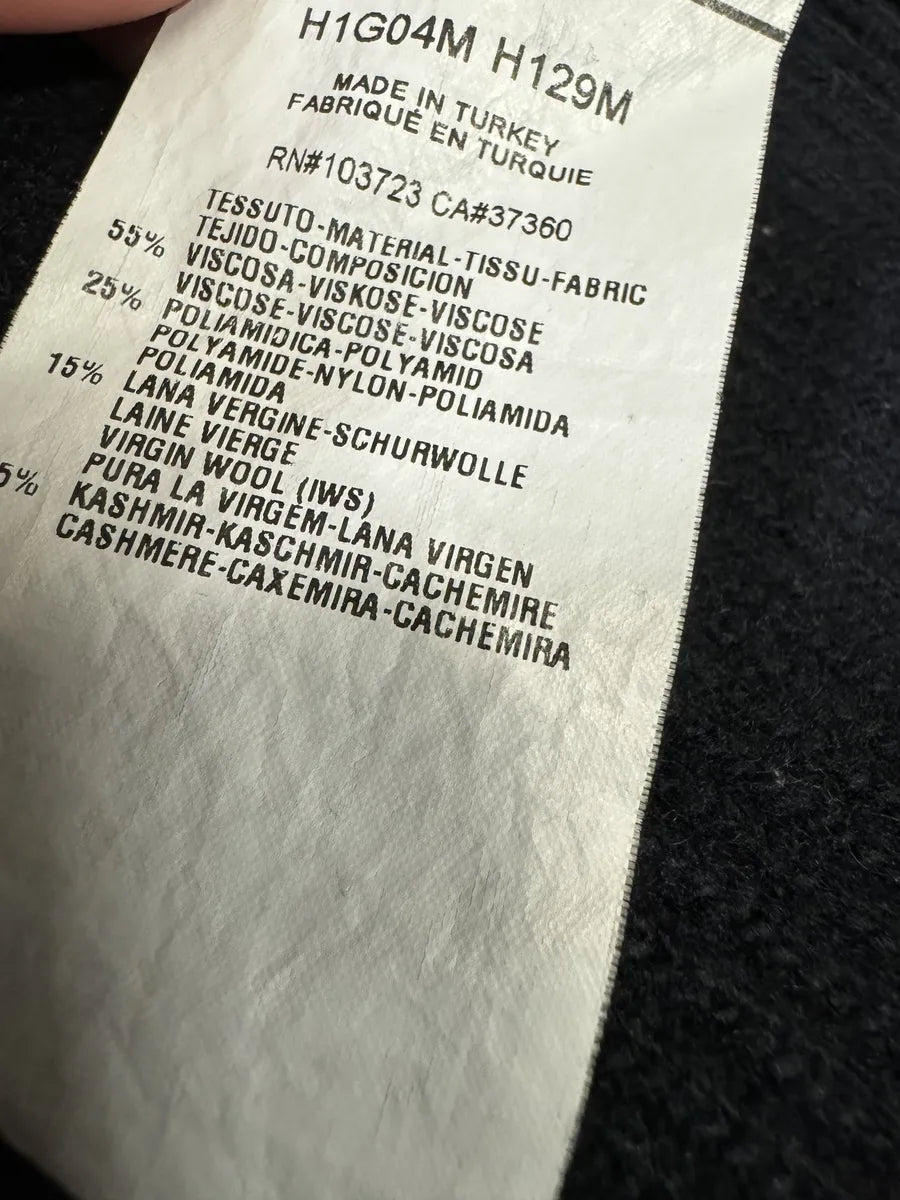 H1G04M H129M
MADE IN TURKEY
FABRIQUÉ EN TURQUIE
RN#103723 CA#37360
TESSUTO-MATERIAL-TISSU-FABRIC
TEJIDO-COMPOSICION
55% VISCOSA-VISKOSE-VISCOSE
VISCOSE-VISCOSE-VISCOSA
25% POLIAMIDICA-POLYAMID
POLYAMIDE-NYLON-POLIAMIDA
POLIAMIDA
15% LANA VERGINE-SCHURWOLLE
LAINE VIERGE
VIRGIN WOOL (IWS)
PURA LA VIRGEM-LANA VIRGEN
5% KASHMIR-KASCHMIR-CACHEMIRE
CASHMERE-CAXEMIRA-CACHEMIRA